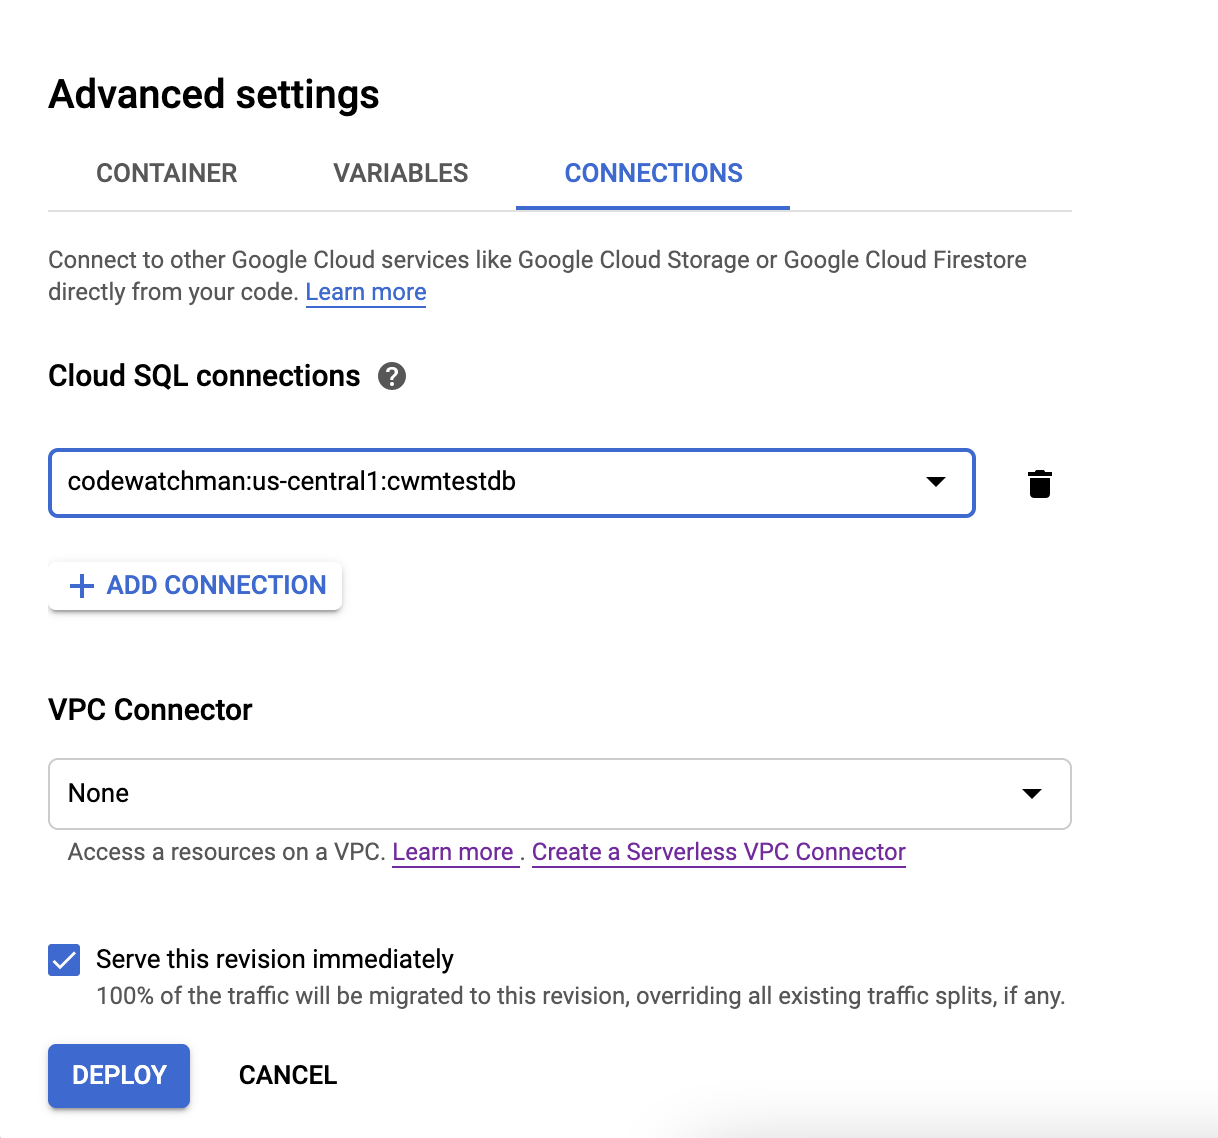 Advanced settings
CONTAINER VARIABLES CONNECTIONS
Connect to other Google Cloud services like Google Cloud Storage or Google Cloud Firestore
directly from your code. Learn more
Cloud SQL connections ?
codewatchman:us-central1:cwmtestdb
+ ADD CONNECTION
VPC Connector
None
Access a resources on a VPC. Learn more . Create a Serverless VPC Connector
Serve this revision immediately
100% of the traffic will be migrated to this revision, overriding all existing traffic splits, if any.
DEPLOY CANCEL